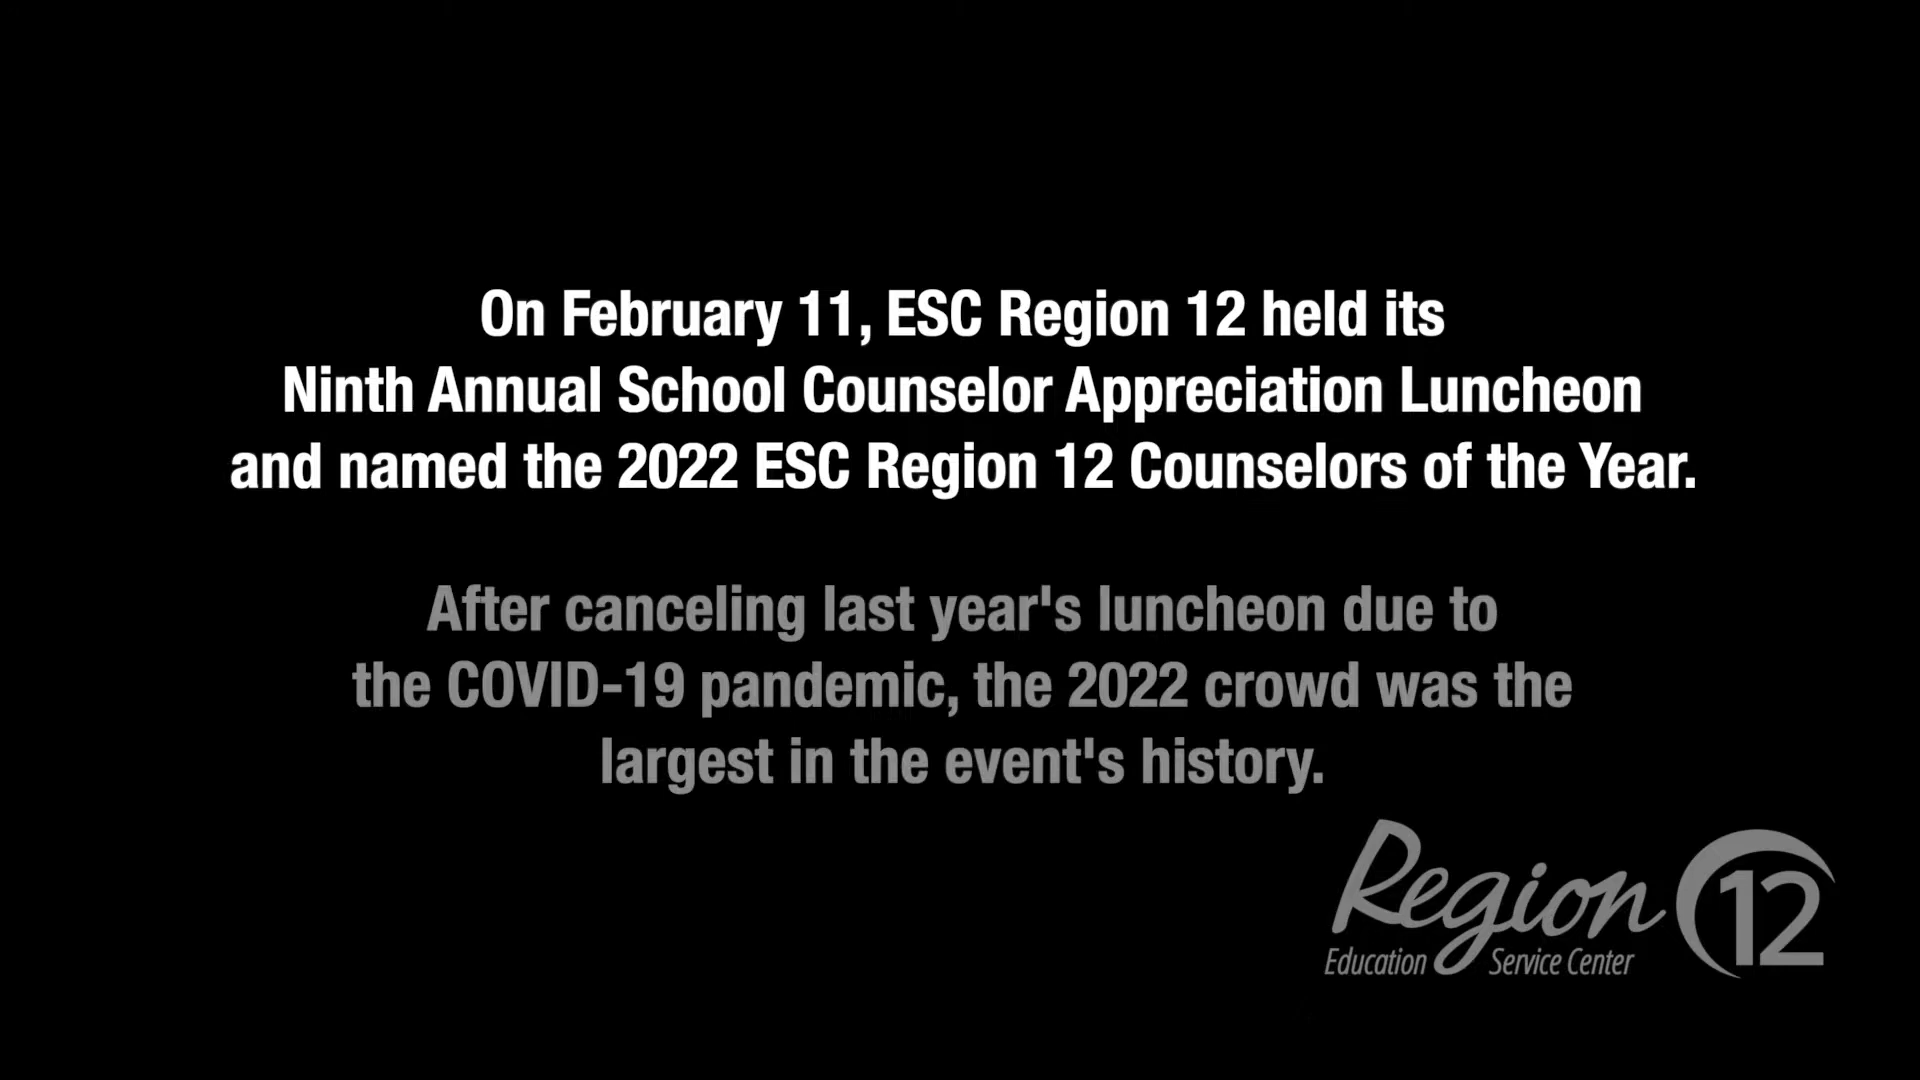 On February 11, ESC Region 12 held its
Ninth Annual School Counselor Appreciation Luncheon
and named the 2022 ESC Region 12 Counselors of the Year.
After canceling last year's luncheon due to
the COVID-19 pandemic, the 2022 crowd was the
largest in the event's history.
Region 12
Education Service Center